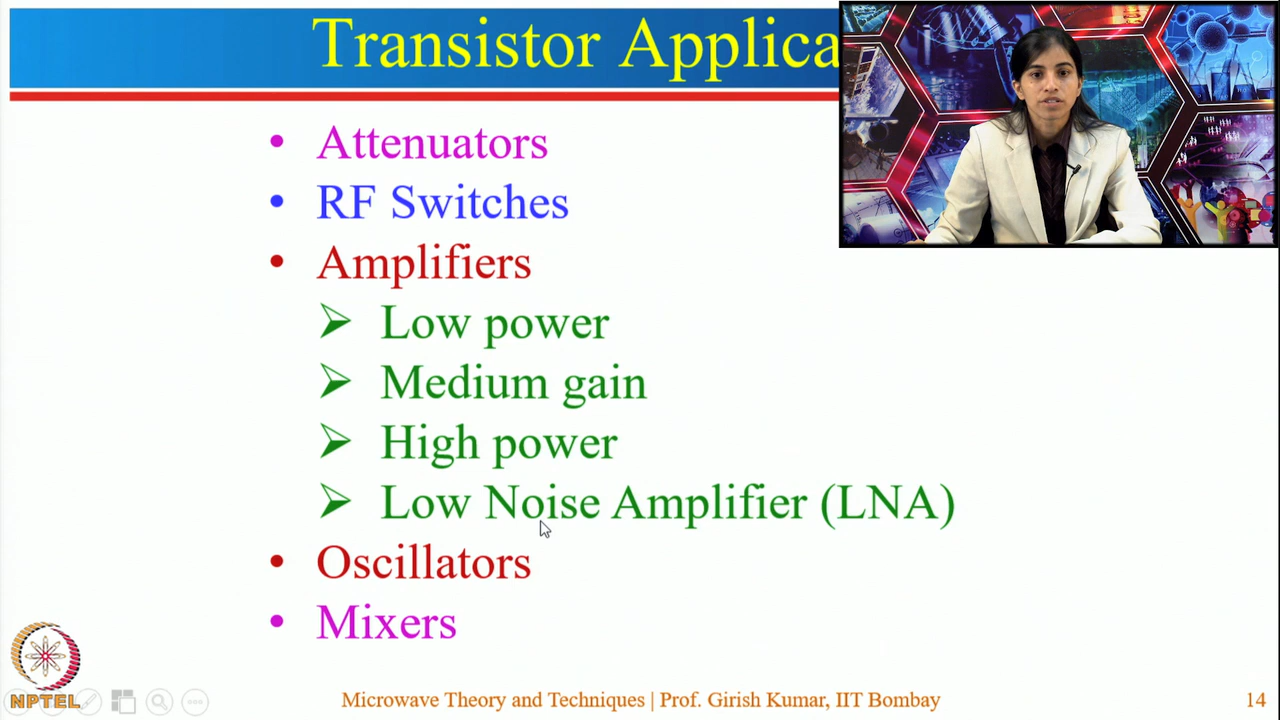 Transistor Applica
• Attenuators
• RF Switches
• Amplifiers
➢ Low power
➢ Medium gain
➢ High power
➢ Low Noise Amplifier (LNA)
• Oscillators
• Mixers
NPTEL
Microwave Theory and Techniques | Prof. Girish Kumar, IIT Bombay
14